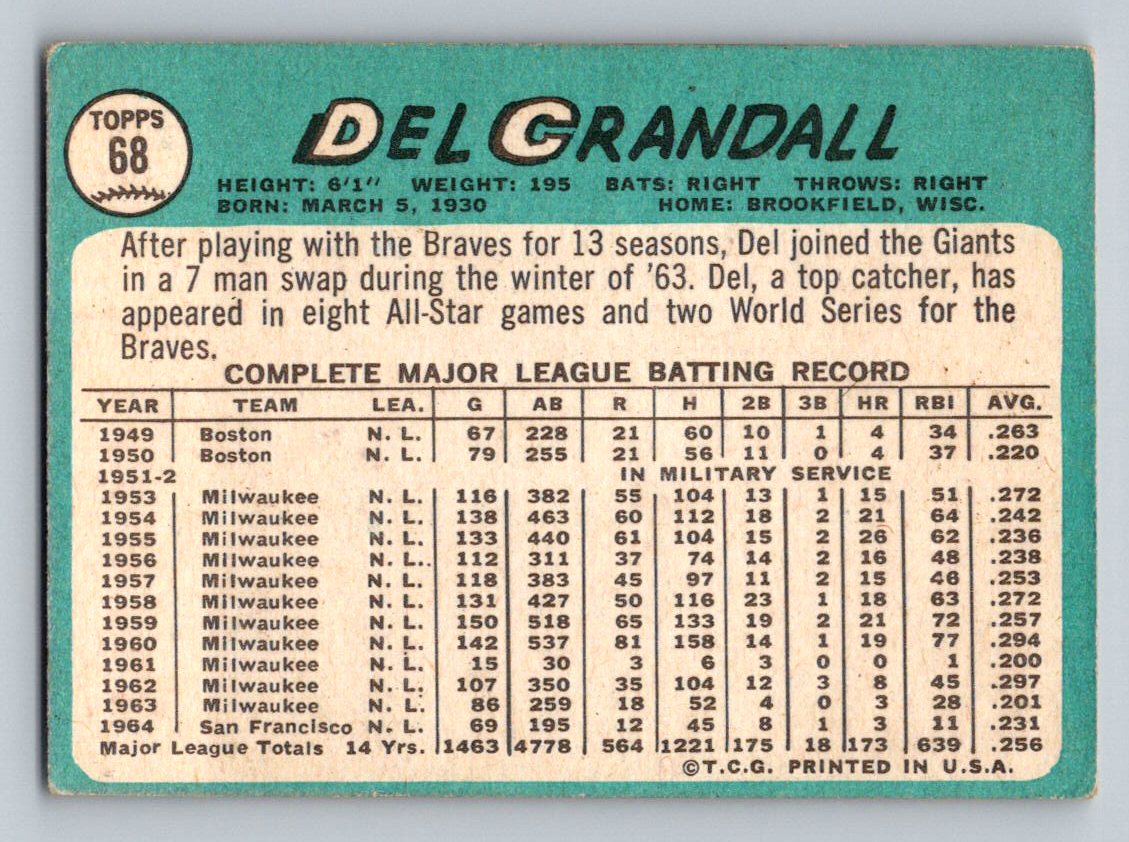 TOPPS
68
DEL CRANDALL
HEIGHT: 6'1" WEIGHT: 195 BATS: RIGHT THROWS: RIGHT
BORN: MARCH 5, 1930 HOME: BROOKFIELD, WISC.
After playing with the Braves for 13 seasons, Del joined the Giants
in a 7 man swap during the winter of '63. Del, a top catcher, has
appeared in eight All-Star games and two World Series for the
Braves.
COMPLETE MAJOR LEAGUE BATTING RECORD
YEAR TEAM LEA. G AB R H 2B 3B HR RBI AVG.
1949 Boston N. L. 67 228 21 60 10 1 4 34 .263
1950 Boston N. L. 79 255 21 56 11 0 4 37 .220
1951-2 IN MILITARY SERVICE
1953 Milwaukee N. L. 116 382 55 104 13 1 15 51 .272
1954 Milwaukee N. L. 138 463 60 112 18 2 21 64 .242
1955 Milwaukee N. L. 133 440 61 104 15 2 26 62 .236
1956 Milwaukee N. L. 112 311 37 74 14 2 16 48 .238
1957 Milwaukee N. L. 118 383 45 97 11 2 15 46 .253
1958 Milwaukee N. L. 131 427 50 116 23 1 18 63 .272
1959 Milwaukee N. L. 150 518 65 133 19 2 21 72 .257
1960 Milwaukee N. L. 142 537 81 158 14 1 19 77 .294
1961 Milwaukee N. L. 15 30 3 6 3 0 0 1 .200
1962 Milwaukee N. L. 107 350 35 104 12 3 8 45 .297
1963 Milwaukee N. L. 86 259 18 52 4 0 3 28 .201
1964 San Francisco N. L. 69 195 12 45 8 1 3 11 .231
Major League Totals 14 Yrs. 1463 4778 564 1221 175 18 173 639 .256
©T.C.G. PRINTED IN U.S.A.